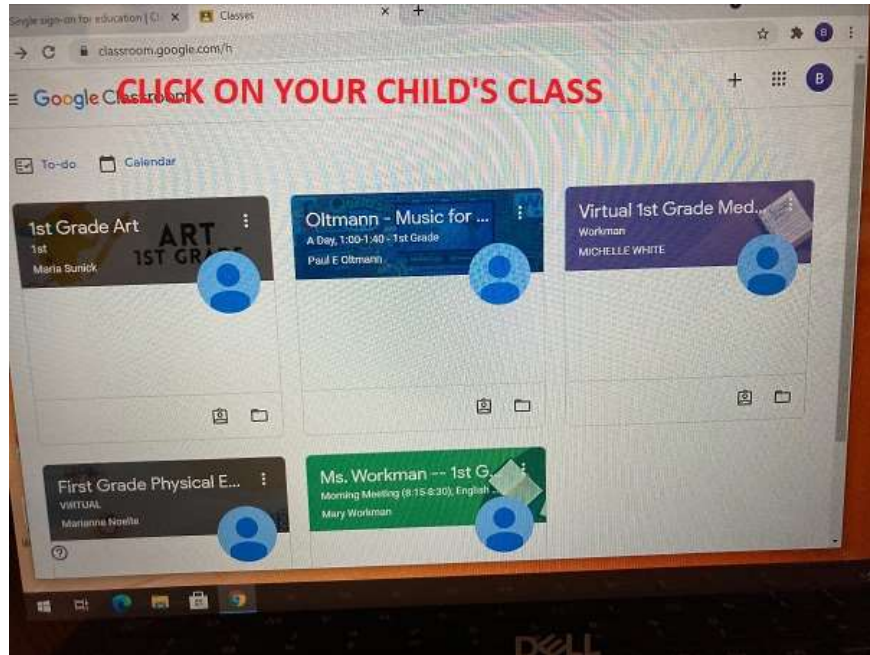 Single sign-on for education | Cl
Classes
classroom.google.com/h
B
CLICK ON YOUR CHILD'S CLASS
Google Classroom
B
To-do
Calendar
1st Grade Art
1st
Maria Sunick
ART
1ST GRADE
Oltmann - Music for ...
A Day, 1:00-1:40 - 1st Grade
Paul E Oltmann
Virtual 1st Grade Med...
Workman
MICHELLE WHITE
First Grade Physical E...
VIRTUAL
Marianne Noelle
Ms. Workman -- 1st G...
Morning Meeting (8:15-8:30); English ...
Mary Workman
DELL